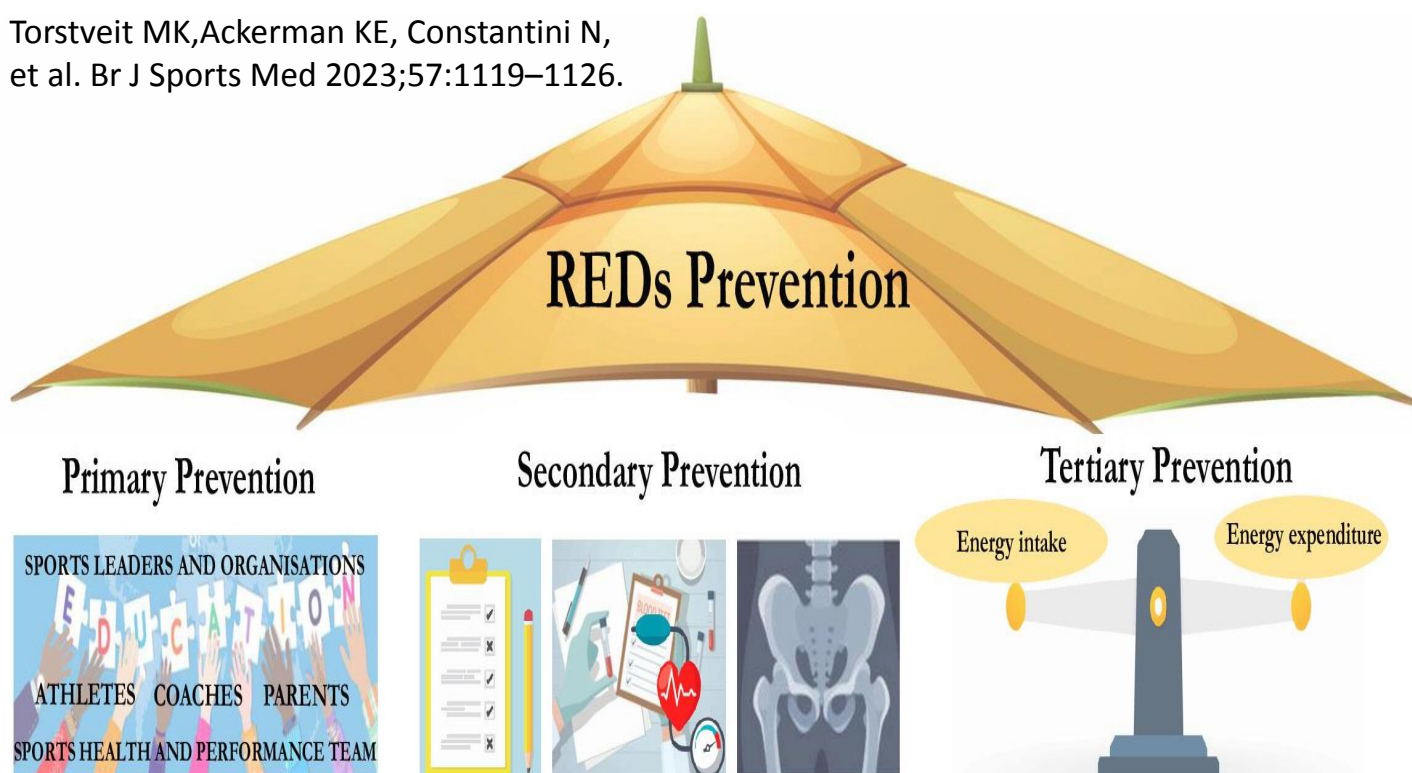 Torstveit MK,Ackerman KE, Constantini N,
et al. Br J Sports Med 2023;57:1119–1126.
REDs Prevention
Primary Prevention
SPORTS LEADERS AND ORGANISATIONS
EDUCATION
ATHLETES COACHES PARENTS
SPORTS HEALTH AND PERFORMANCE TEAM
Secondary Prevention
BLOOD TEST
Tertiary Prevention
Energy intake
Energy expenditure